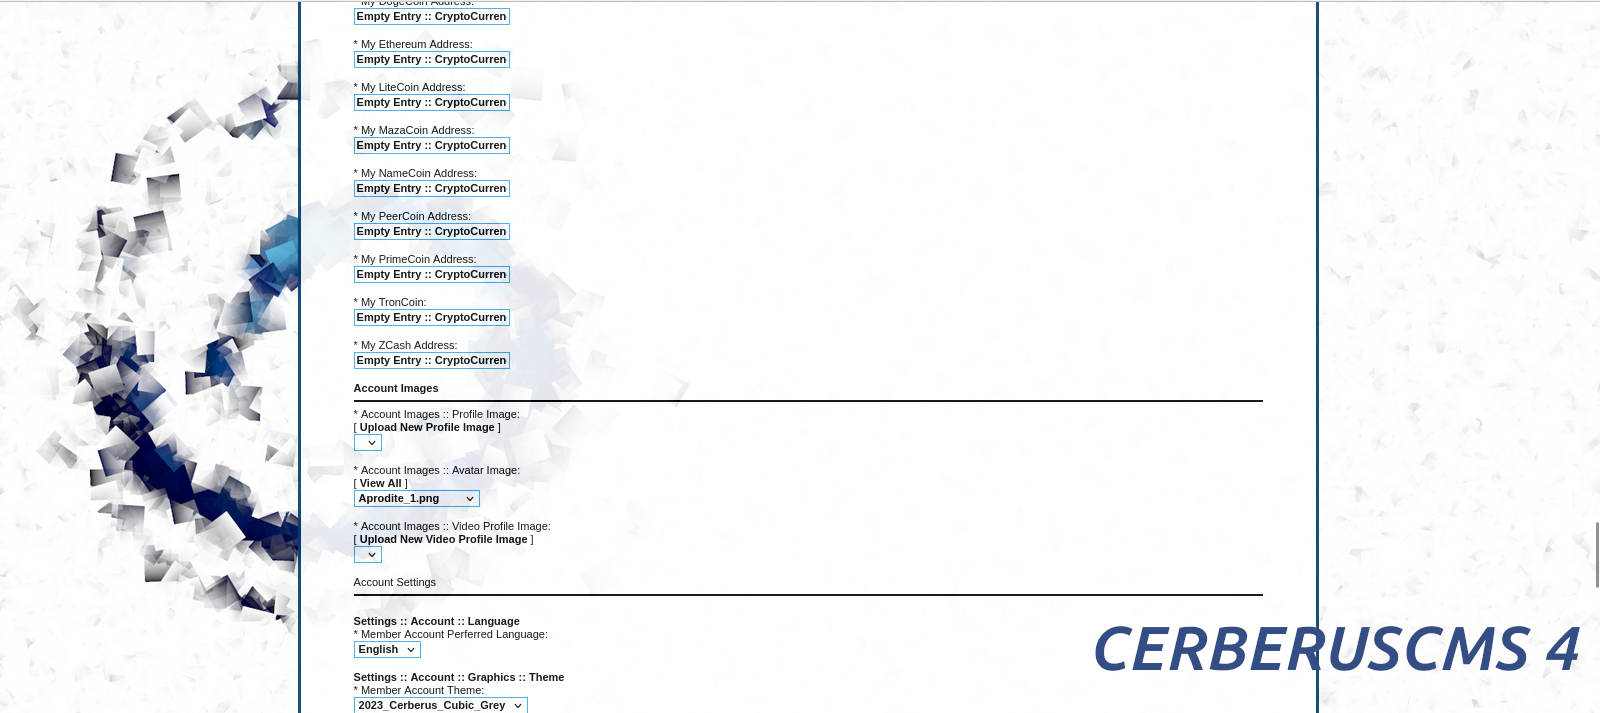 * My DogeCoin Address:
Empty Entry :: CryptoCurren
* My Ethereum Address:
Empty Entry :: CryptoCurren
* My LiteCoin Address:
Empty Entry :: CryptoCurren
* My MazaCoin Address:
Empty Entry :: CryptoCurren
* My NameCoin Address:
Empty Entry :: CryptoCurren
* My PeerCoin Address:
Empty Entry :: CryptoCurren
* My PrimeCoin Address:
Empty Entry :: CryptoCurren
* My TronCoin:
Empty Entry :: CryptoCurren
* My ZCash Address:
Empty Entry :: CryptoCurren
Account Images
* Account Images :: Profile Image:
[ Upload New Profile Image ]
* Account Images :: Avatar Image:
[ View All ]
Aprodite_1.png
* Account Images :: Video Profile Image:
[ Upload New Video Profile Image ]
Account Settings
Settings :: Account :: Language
* Member Account Perferred Language:
English
Settings :: Account :: Graphics :: Theme
* Member Account Theme:
2023_Cerberus_Cubic_Grey
CERBERUSCMS 4